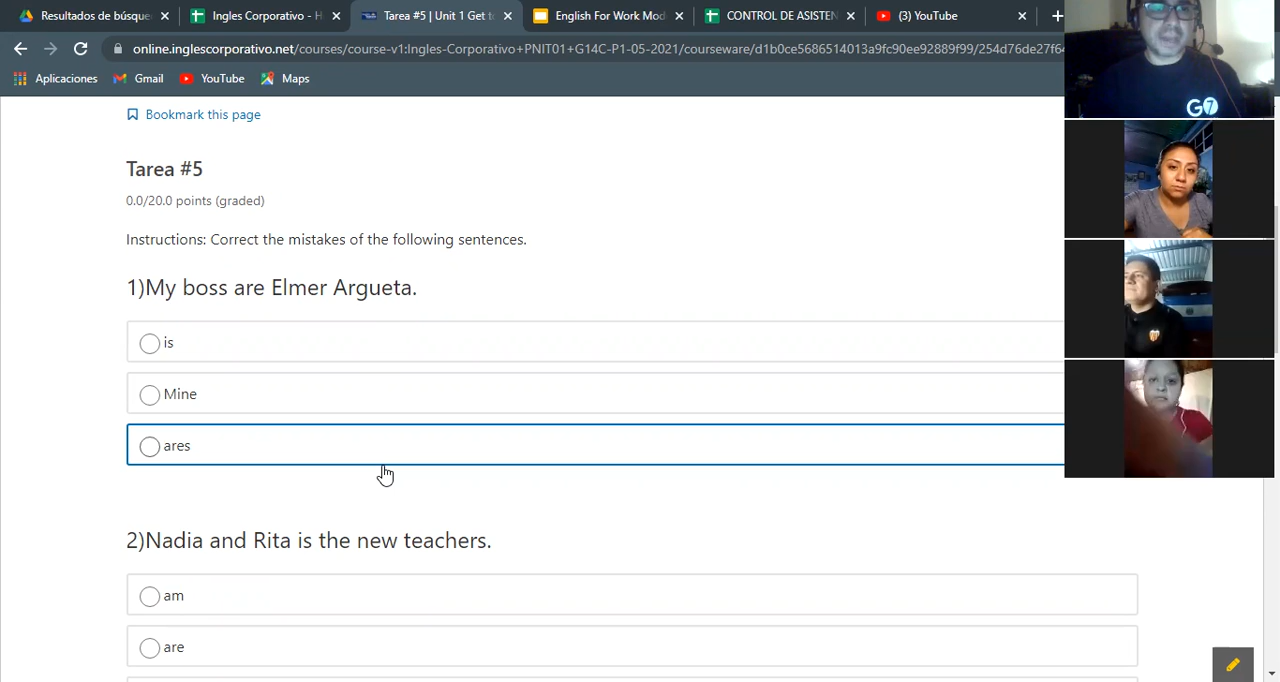 Resultados de búsque
Ingles Corporativo - H
Tarea #5 | Unit 1 Get t
English For Work Mod
CONTROL DE ASISTEN
(3) YouTube
online.inglescorporativo.net/courses/course-v1:Ingles-Corporativo+PNIT01+G14C-P1-05-2021/courseware/d1b0ce5686514013a9fc90ee92889f99/254d76de27f64
Aplicaciones
Gmail
YouTube
Maps
Bookmark this page
Tarea #5
0.0/20.0 points (graded)
Instructions: Correct the mistakes of the following sentences.
1)My boss are Elmer Argueta.
is
Mine
ares
2)Nadia and Rita is the new teachers.
am
are
G7